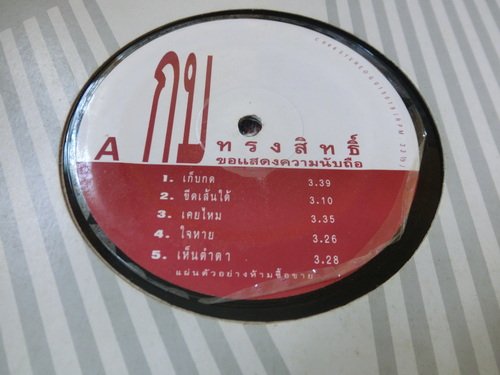 กบ
ทรงสิทธิ์
ขอแสดงความนับถือ
A
1. เก็บกด 3.39
2. ขีดเส้นใต้ 3.10
3. เคยไหม 3.35
4. ใจหาย 3.26
5. เห็นตำตา 3.28
แผ่นตัวอย่างห้ามซื้อขาย